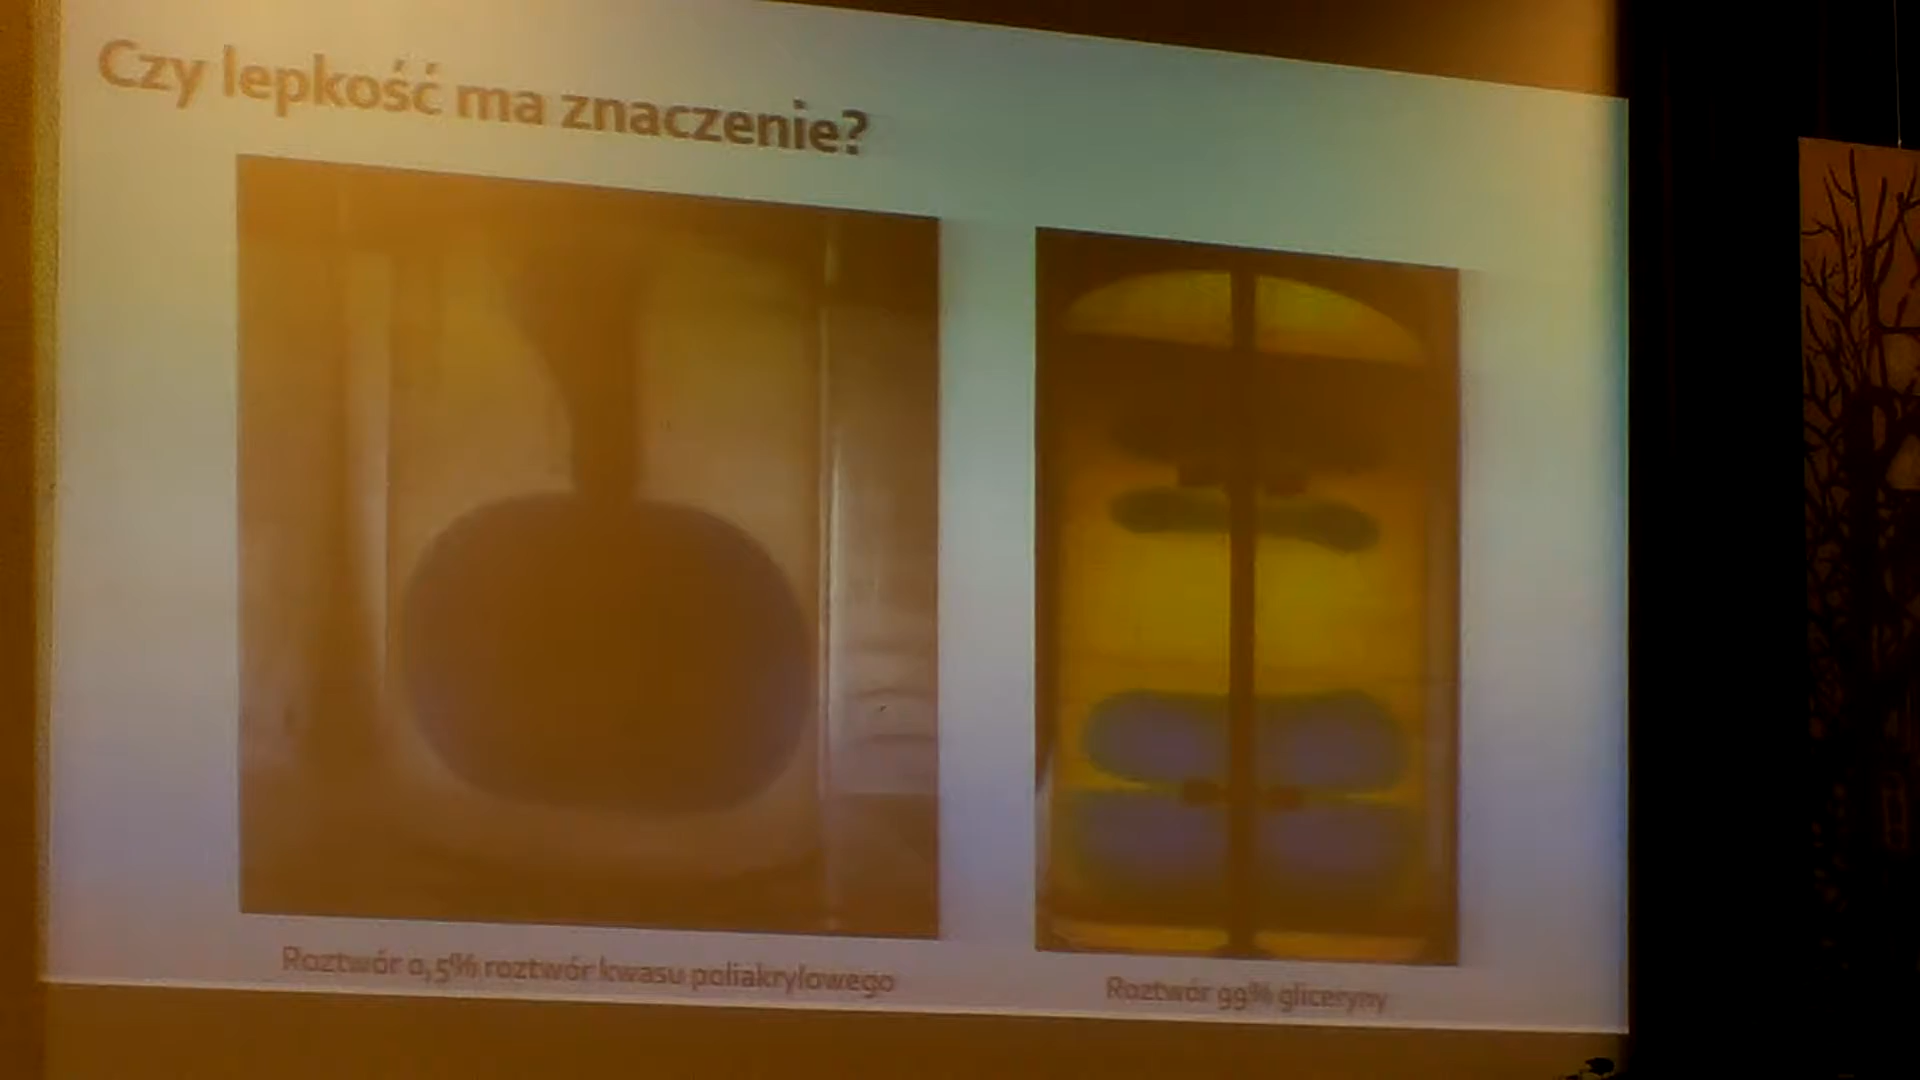 Czy lepkość ma znaczenie?
Roztwór 0,5% roztwór kwasu poliakrylowego
Roztwór 99% gliceryny